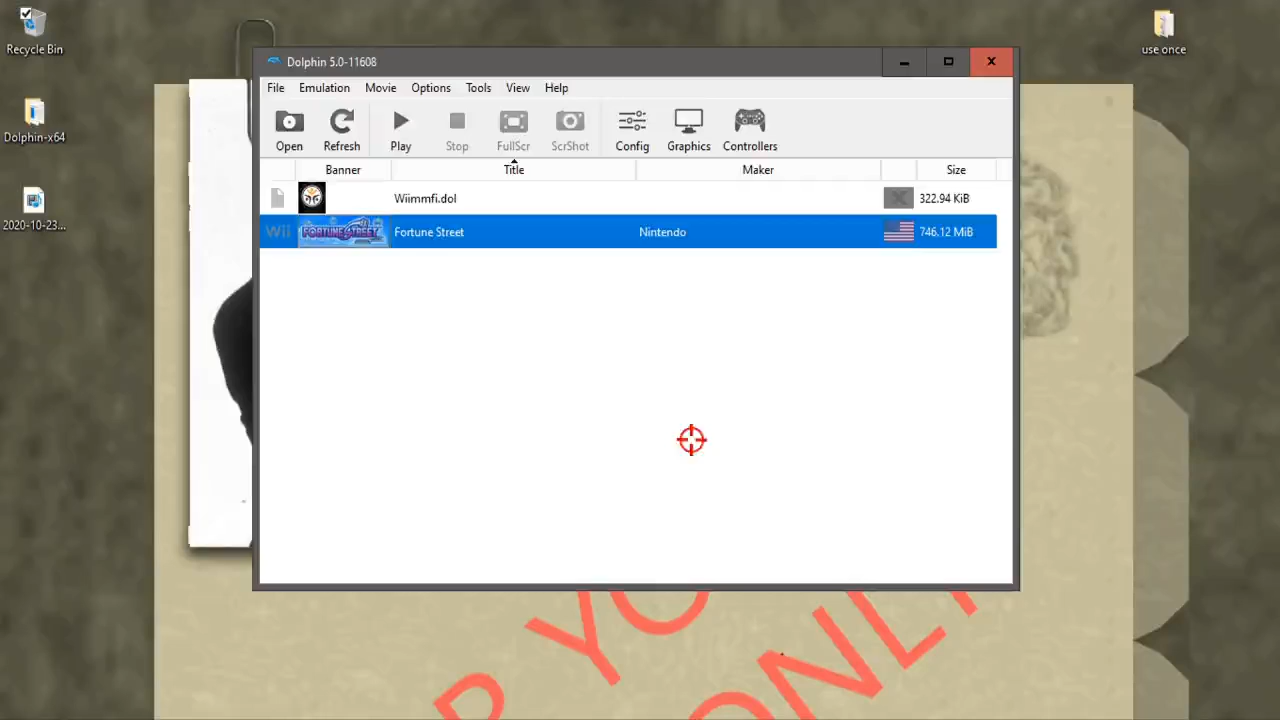 Recycle Bin
Dolphin-x64
2020-10-23...
use once
Dolphin 5.0-11608
File Emulation Movie Options Tools View Help
Open Refresh Play Stop FullScr ScrShot Config Graphics Controllers
Banner Title Maker Size
Wiimmfi.dol 322.94 KiB
Wii FORTUNE STREET Fortune Street Nintendo 746.12 MiB